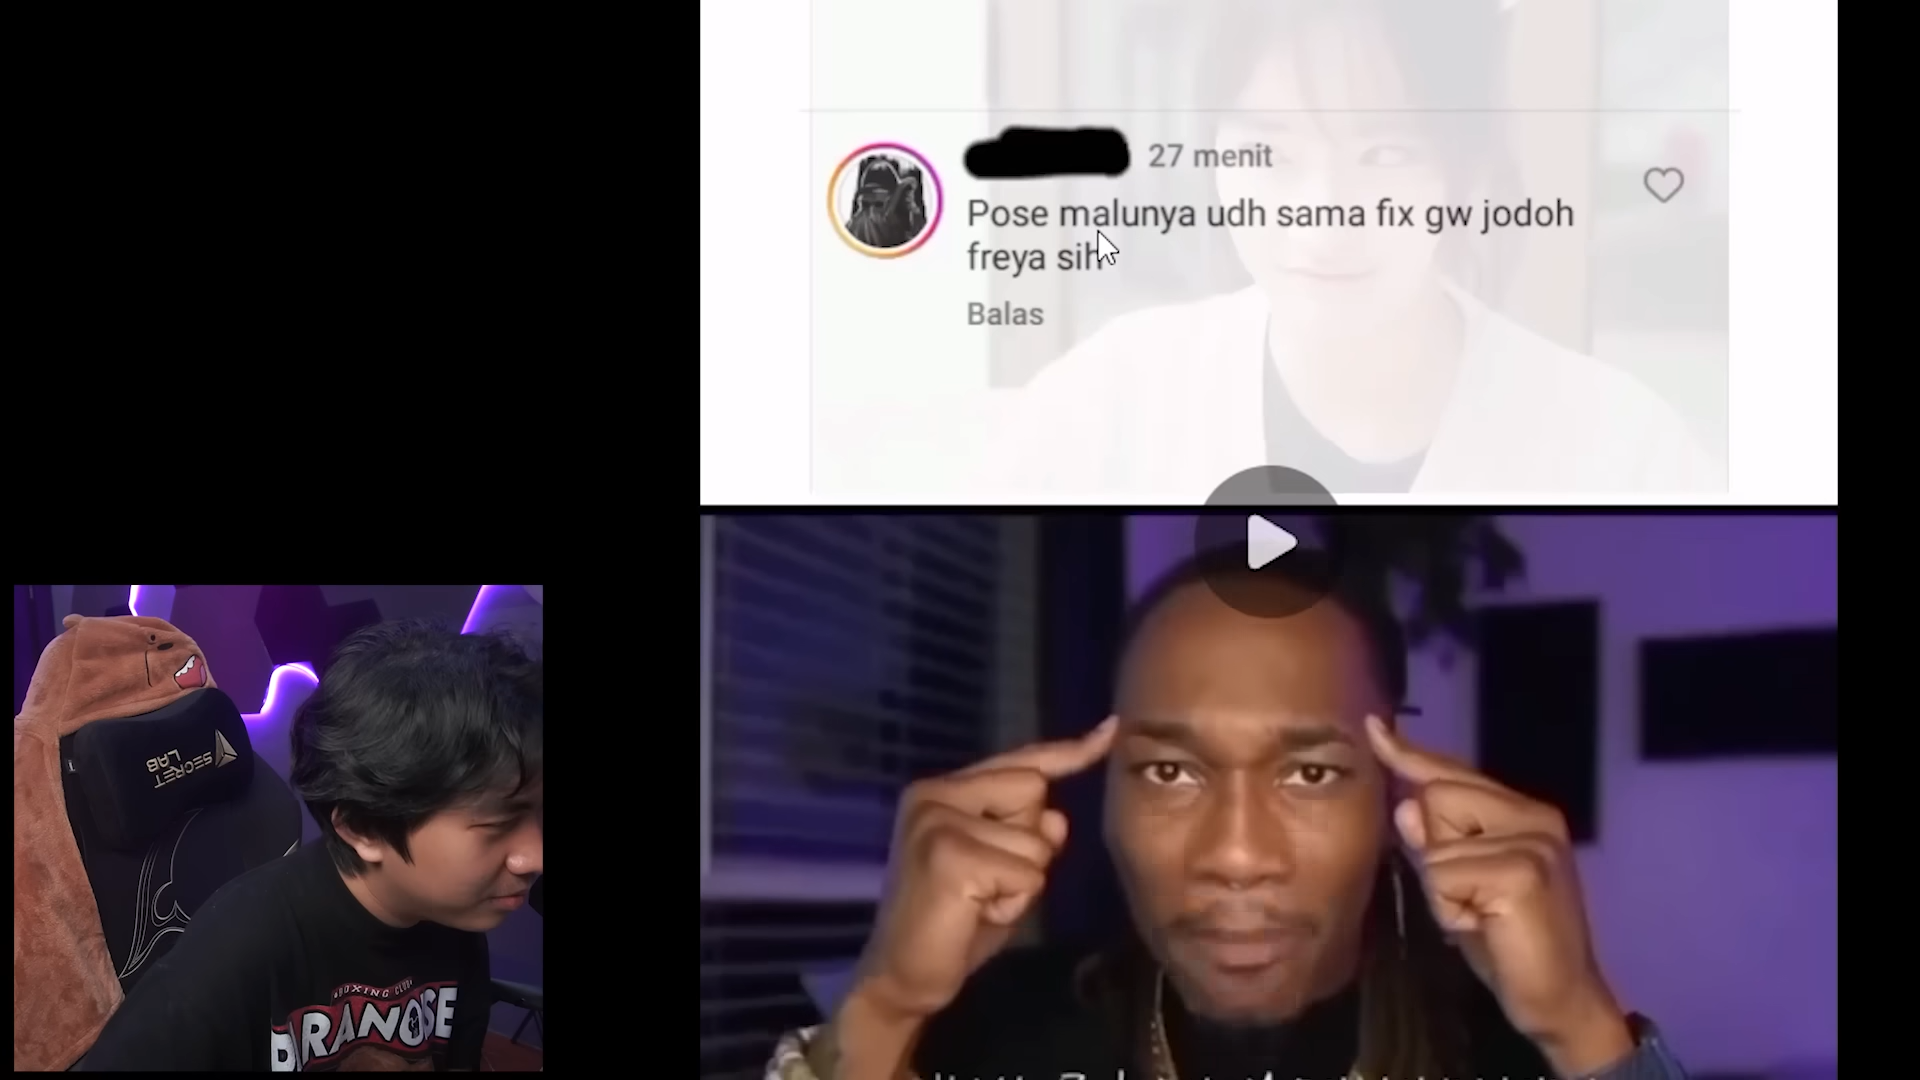 27 menit
Pose malunya udh sama fix gw jodoh
freya sih
Balas
SECRET
LAB
BOXING CLUB
PARANOISE